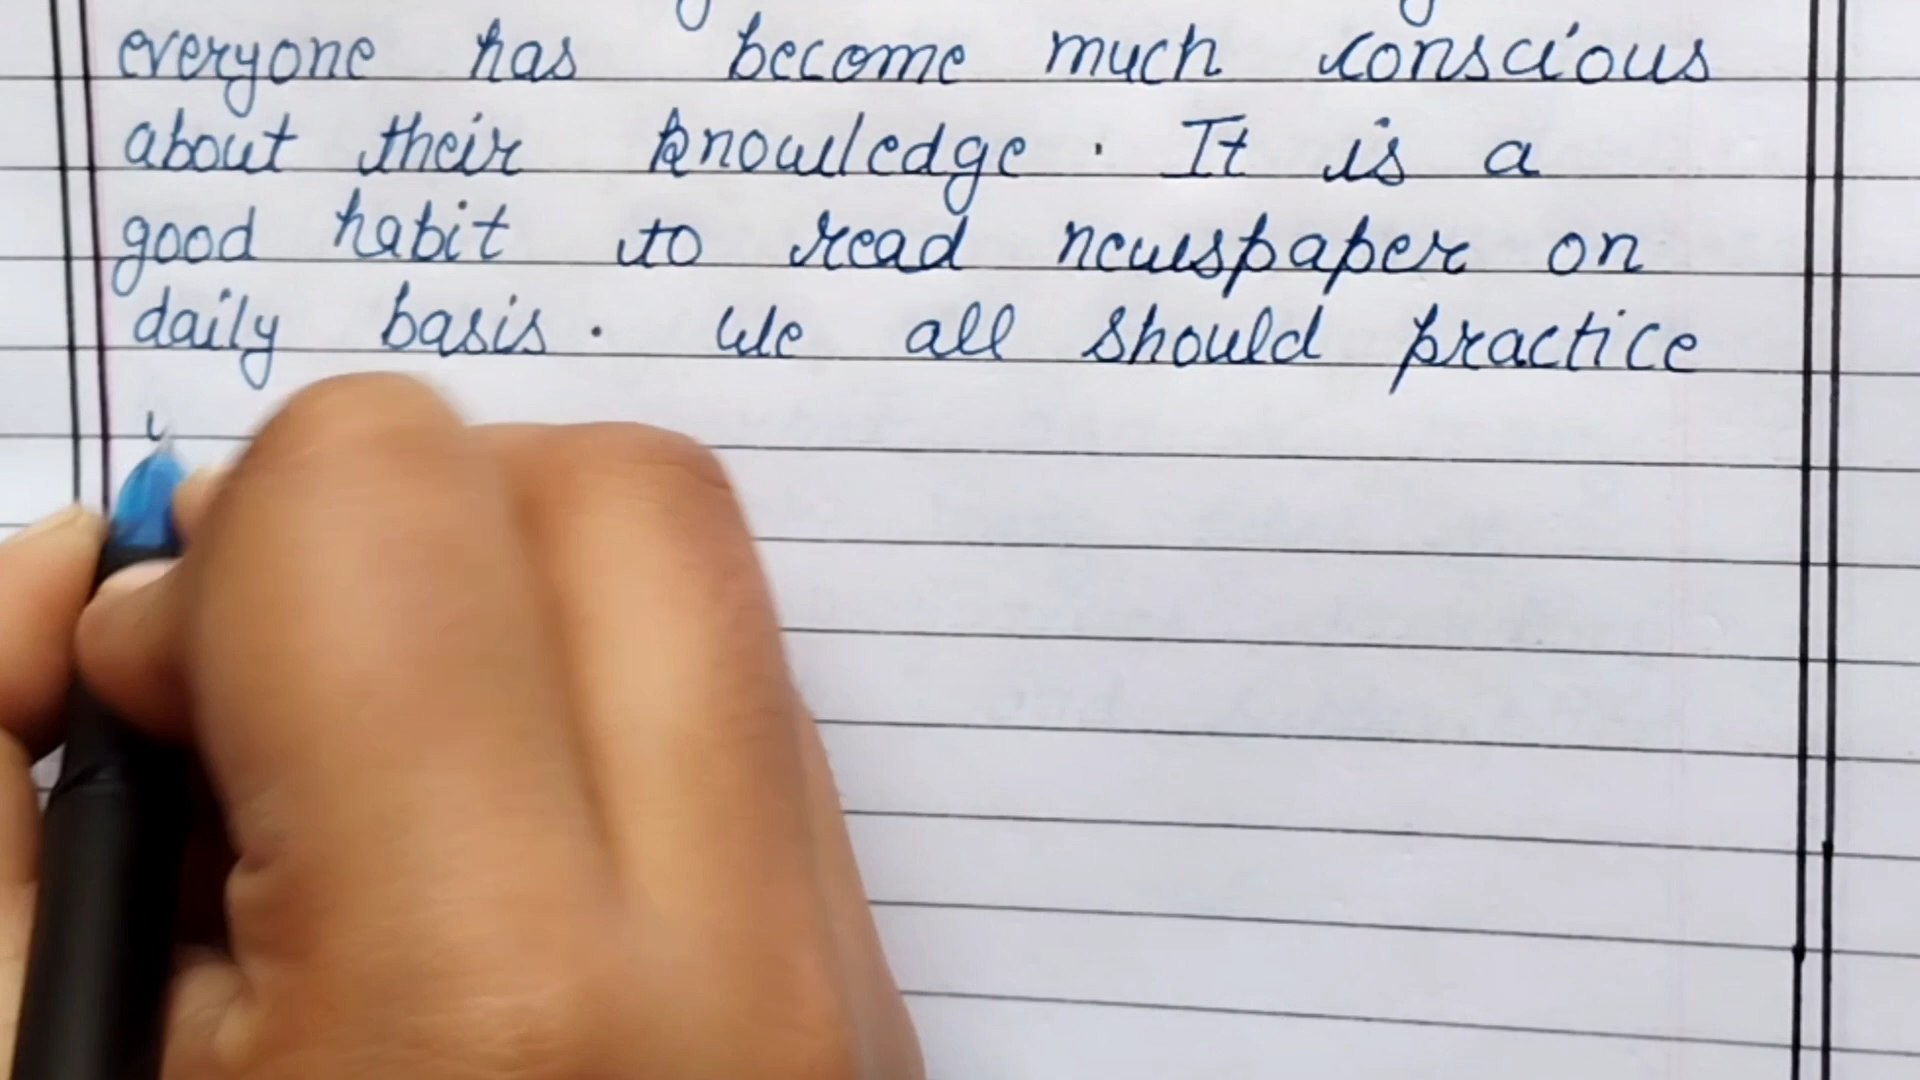 everyone has become much conscious
about their knowledge. It is a
good habit to read newspaper on
daily basis. We all should practice